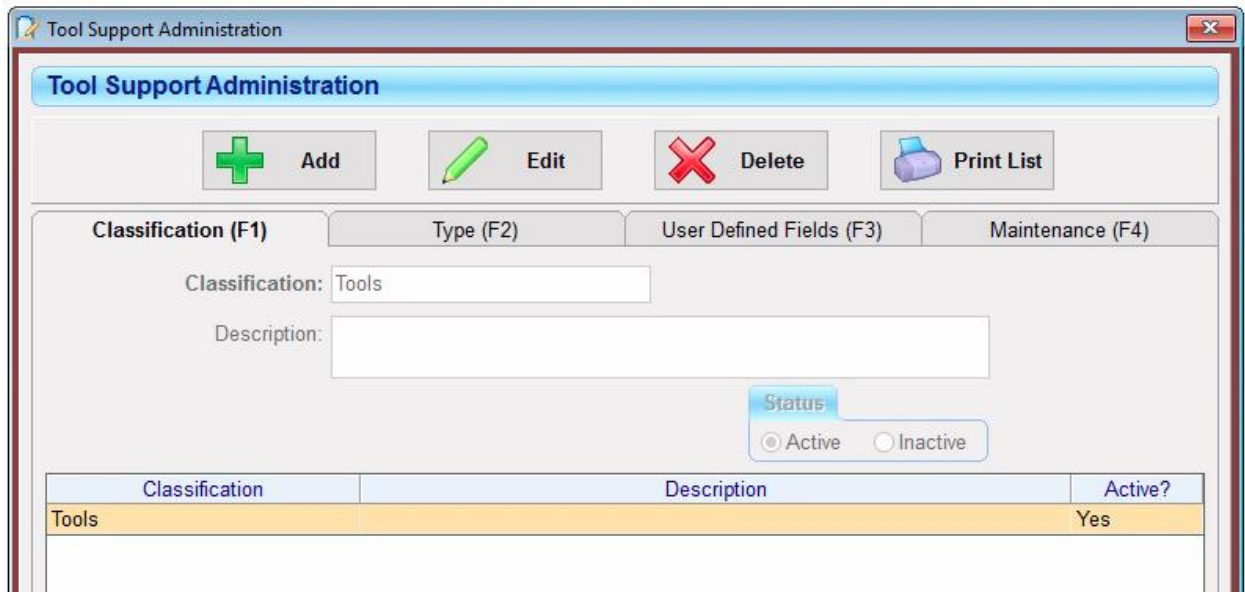 Tool Support Administration
Tool Support Administration
Add Edit Delete Print List
Classification (F1) Type (F2) User Defined Fields (F3) Maintenance (F4)
Classification: Tools
Description:
Status
Active Inactive
Classification Description Active?
Tools Yes